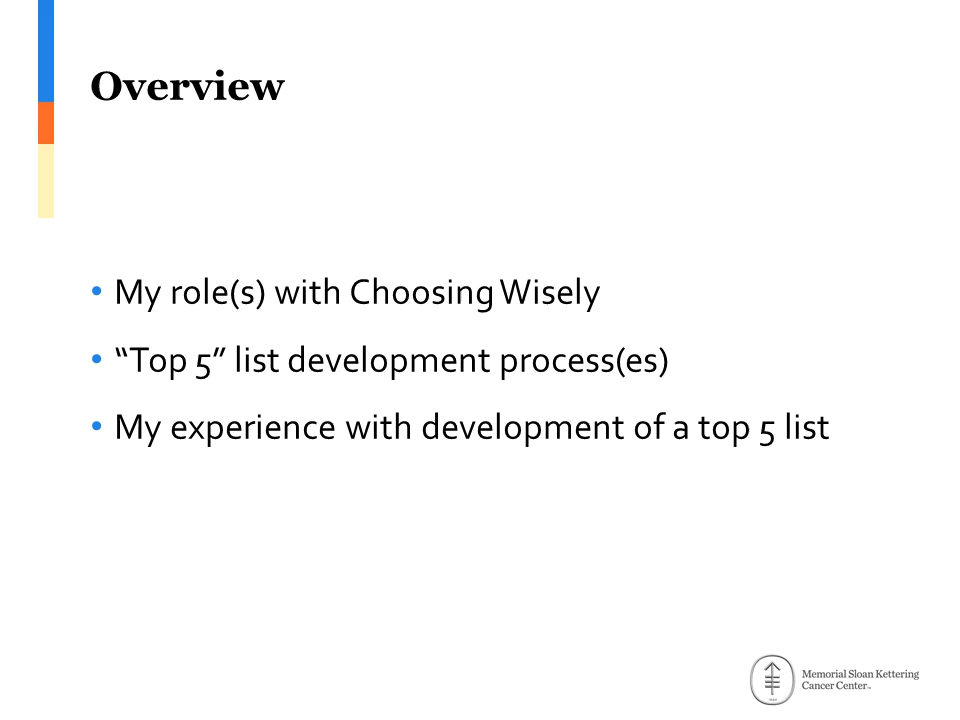 Overview
• My role(s) with Choosing Wisely
• “Top 5” list development process(es)
• My experience with development of a top 5 list
Memorial Sloan Kettering
Cancer Center™